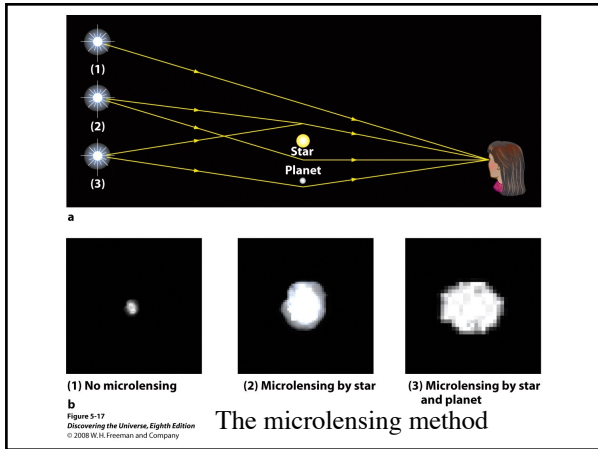 (1)
(2)
Star
Planet
(3)
a
(1) No microlensing
(2) Microlensing by star
(3) Microlensing by star
and planet
b
Figure 5-17
Discovering the Universe, Eighth Edition
© 2008 W. H. Freeman and Company
The microlensing method